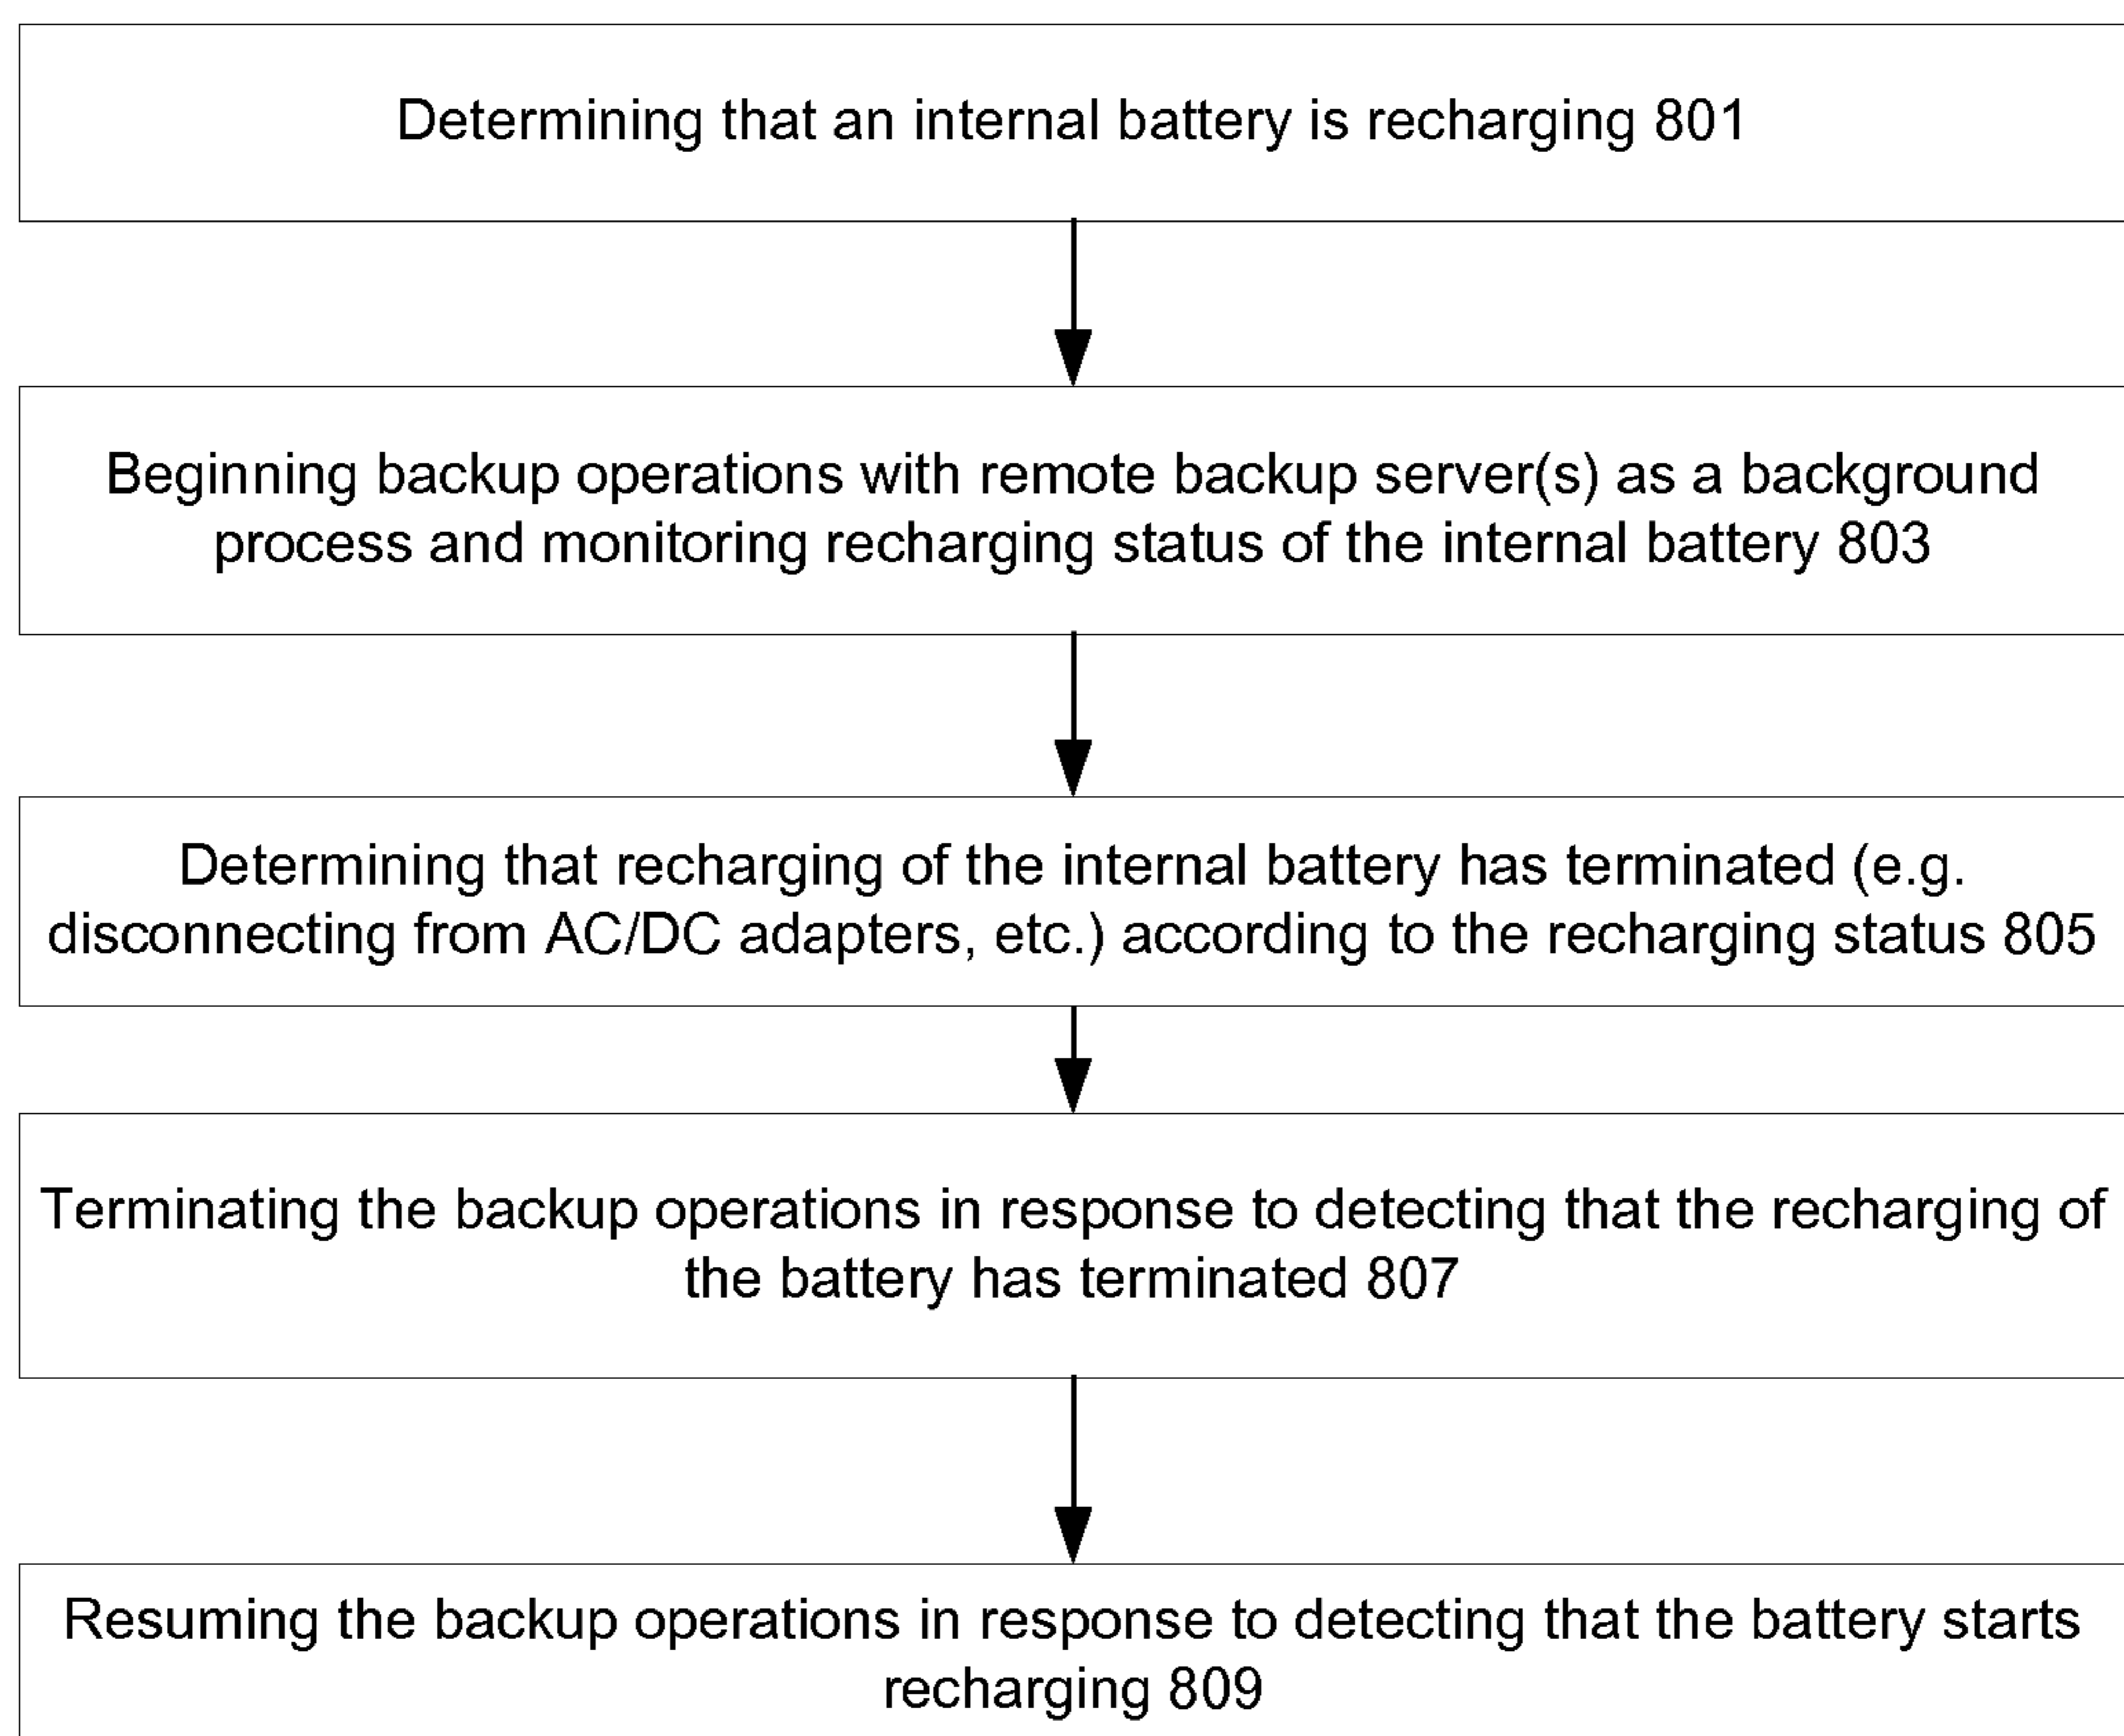 Determining that an internal battery is recharging 801
Beginning backup operations with remote backup server(s) as a background
process and monitoring recharging status of the internal battery 803
Determining that recharging of the internal battery has terminated (e.g.
disconnecting from AC/DC adapters, etc.) according to the recharging status 805
Terminating the backup operations in response to detecting that the recharging of
the battery has terminated 807
Resuming the backup operations in response to detecting that the battery starts
recharging 809